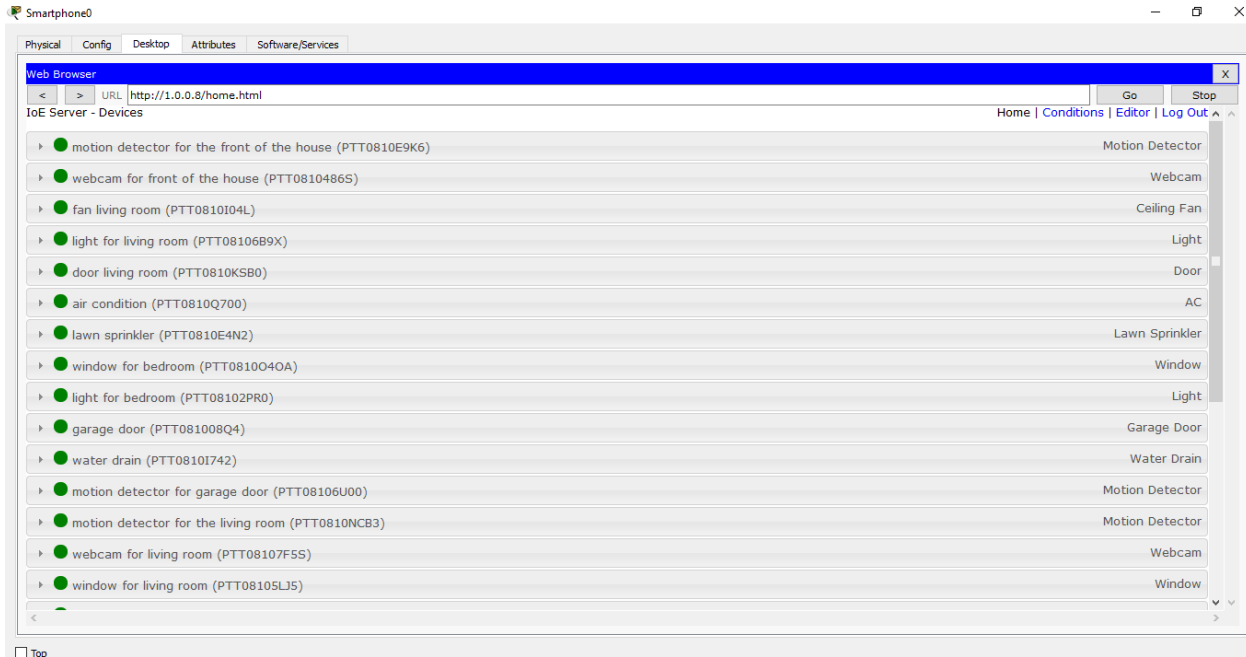 Smartphone0
Physical Config Desktop Attributes Software/Services
Web Browser X
< > URL http://1.0.0.8/home.html Go Stop
IoE Server - Devices Home | Conditions | Editor | Log Out
motion detector for the front of the house (PTT0810E9K6) Motion Detector
webcam for front of the house (PTT0810486S) Webcam
fan living room (PTT0810I04L) Ceiling Fan
light for living room (PTT08106B9X) Light
door living room (PTT0810KSB0) Door
air condition (PTT0810Q700) AC
lawn sprinkler (PTT0810E4N2) Lawn Sprinkler
window for bedroom (PTT0810O4OA) Window
light for bedroom (PTT08102PR0) Light
garage door (PTT081008Q4) Garage Door
water drain (PTT0810I742) Water Drain
motion detector for garage door (PTT08106U00) Motion Detector
motion detector for the living room (PTT0810NCB3) Motion Detector
webcam for living room (PTT08107F5S) Webcam
window for living room (PTT08105LJ5) Window
Top